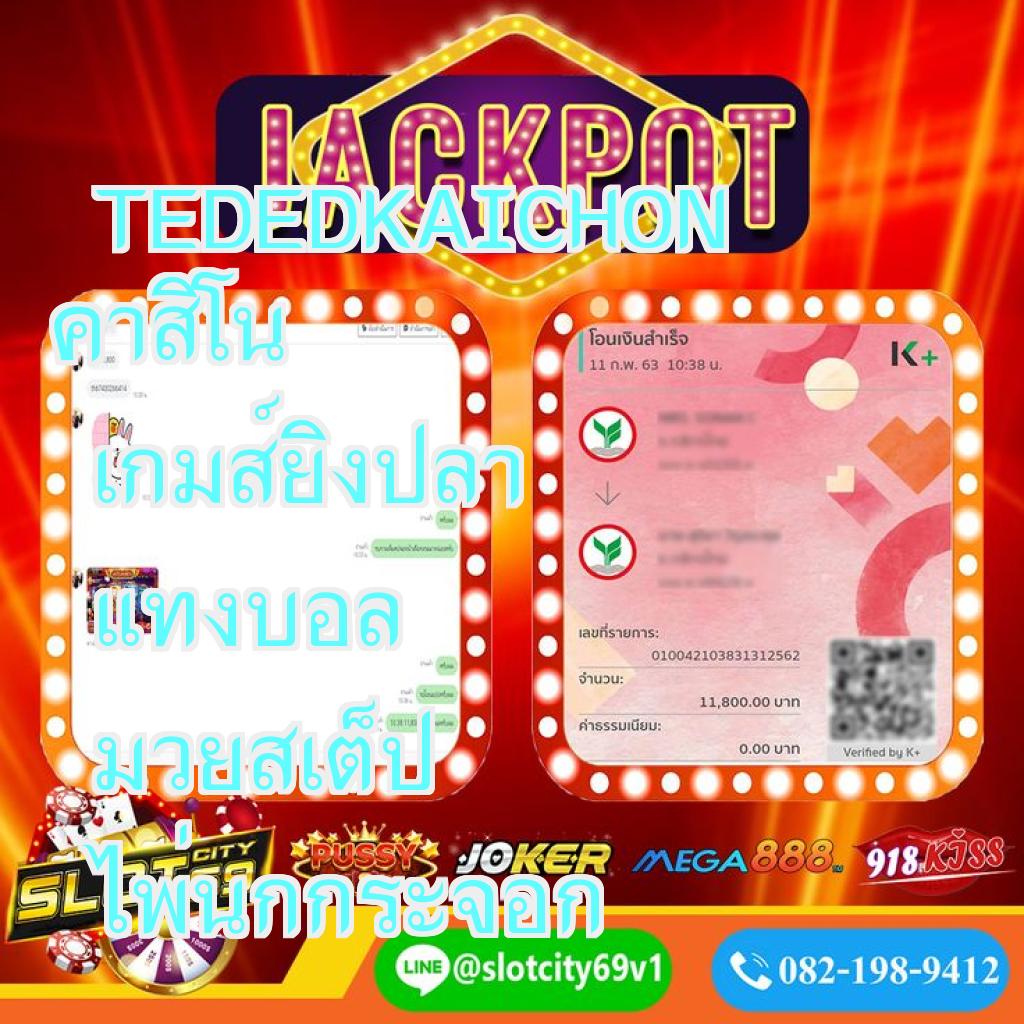 JACKPOT
TEDEDKAICHON
คาสิโน
เกมส์ยิงปลา
แทงบอล
มวยสเต็ป
ไพ่นกกระจอก
โอนเงินสำเร็จ
11 ก.พ. 63 10:38 น.
K+
เลขที่รายการ:
010042103831312562
จำนวน:
11,800.00 บาท
ค่าธรรมเนียม:
0.00 บาท
Verified by K+
SLOT CITY
PUSSY
JOKER
MEGA888
918KISS
LINE @slotcity69v1
082-198-9412